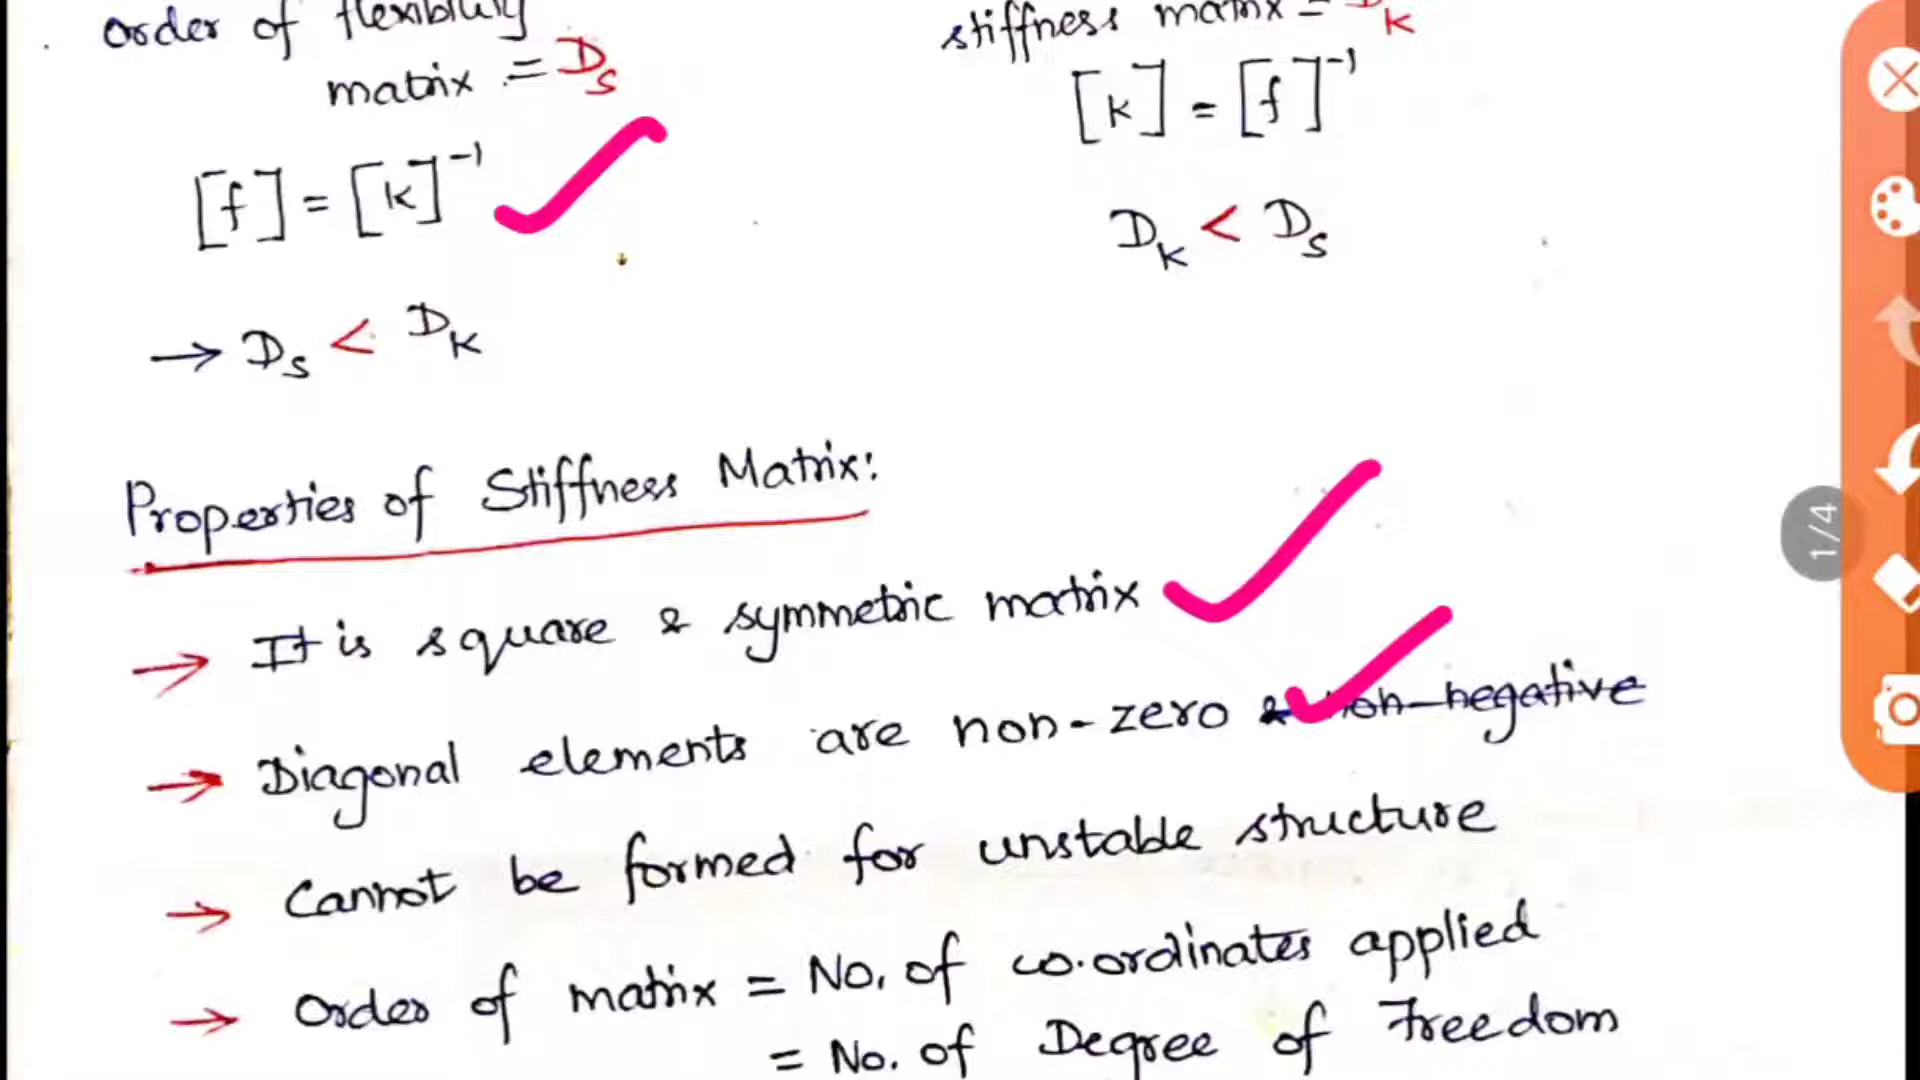 order of flexibility
matrix = Ds
[f] = [k]⁻¹
→ Ds < Dk
stiffness matrix = Dk
[k] = [f]⁻¹
Dk < Ds
Properties of Stiffness Matrix:
→ It is square & symmetric matrix
→ Diagonal elements are non-zero & non-negative
→ Cannot be formed for unstable structure
→ Order of matrix = No. of co.ordinates applied
= No. of Degree of Freedom
1/4